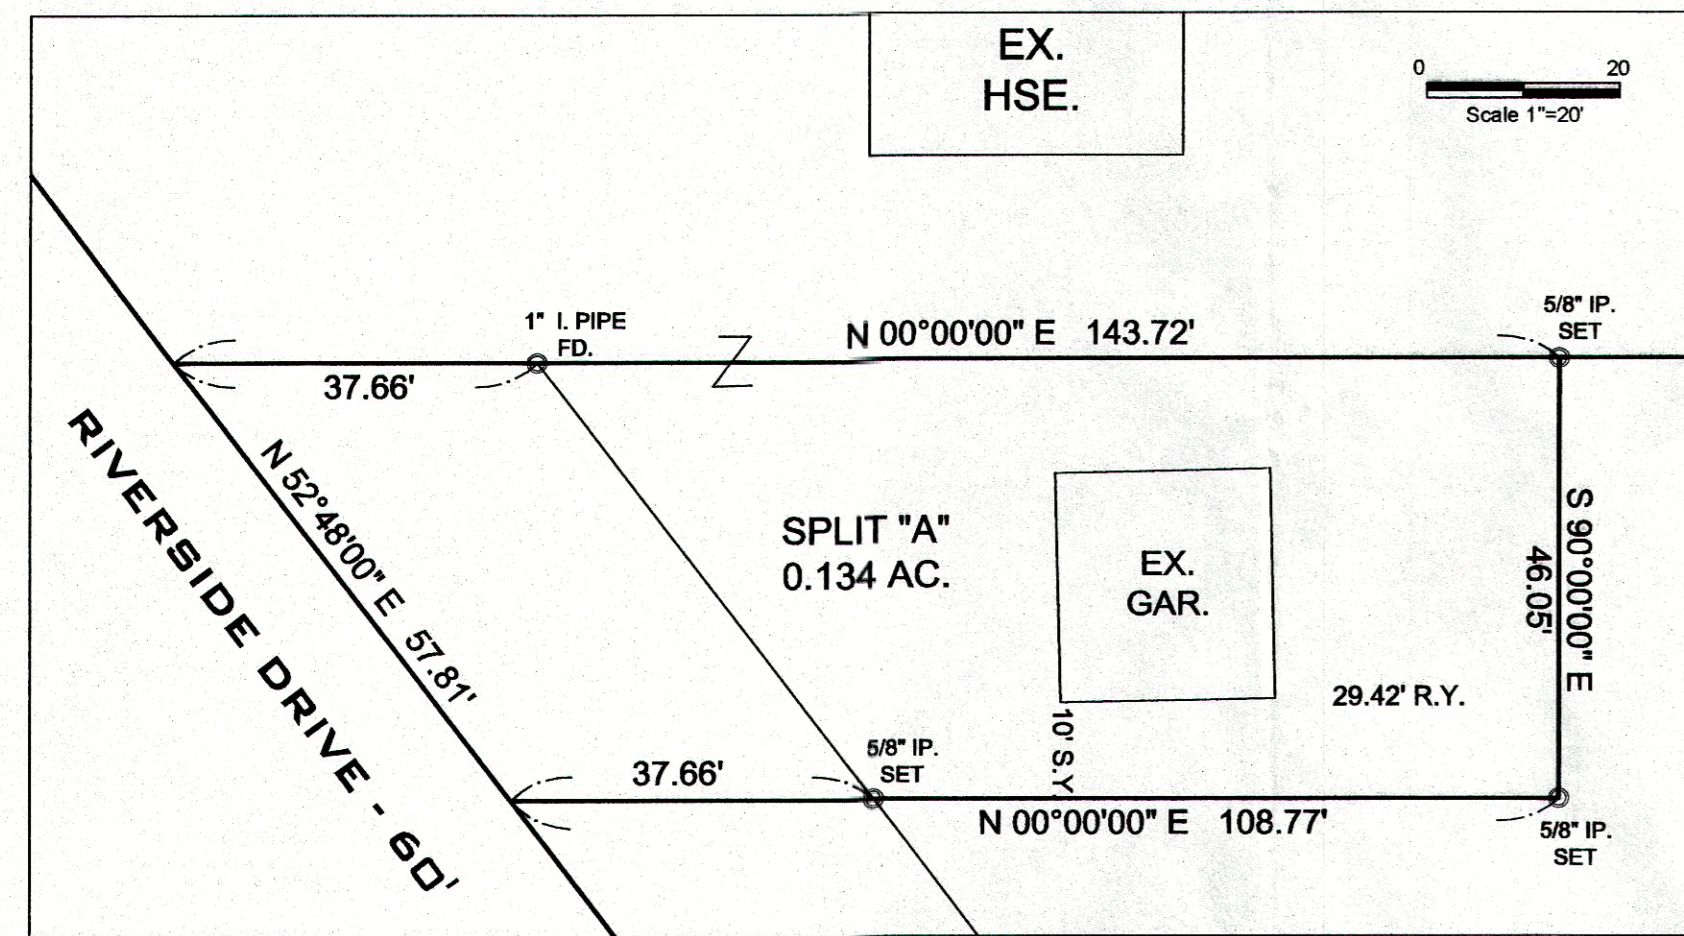 EX.
HSE.
0 20
Scale 1"=20'
1" I. PIPE
FD.
N 00°00'00" E 143.72'
5/8" IP.
SET
37.66'
Z
RIVERSIDE DRIVE - 60'
N 52°48'00" E 57.81'
SPLIT "A"
0.134 AC.
EX.
GAR.
S 90°00'00" E
46.05'
29.42' R.Y.
10' S.Y.
37.66'
5/8" IP.
SET
N 00°00'00" E 108.77'
5/8" IP.
SET